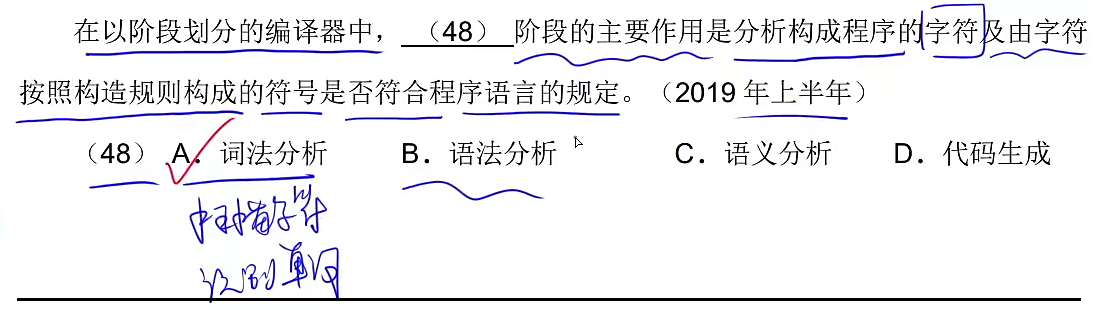 在以阶段划分的编译器中，（48）阶段的主要作用是分析构成程序的字符及由字符
按照构造规则构成的符号是否符合程序语言的规定。（2019 年上半年）
（48） A．词法分析 B．语法分析 C．语义分析 D．代码生成
扫描字符
识别单词